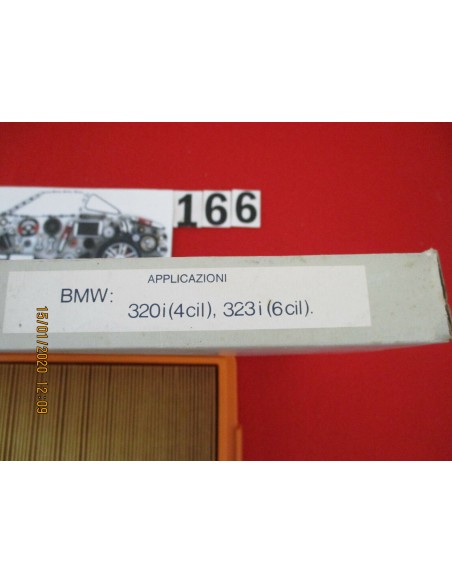 166
APPLICAZIONI
BMW:
320i(4cil), 323i(6cil).
15/01/2020-12:09